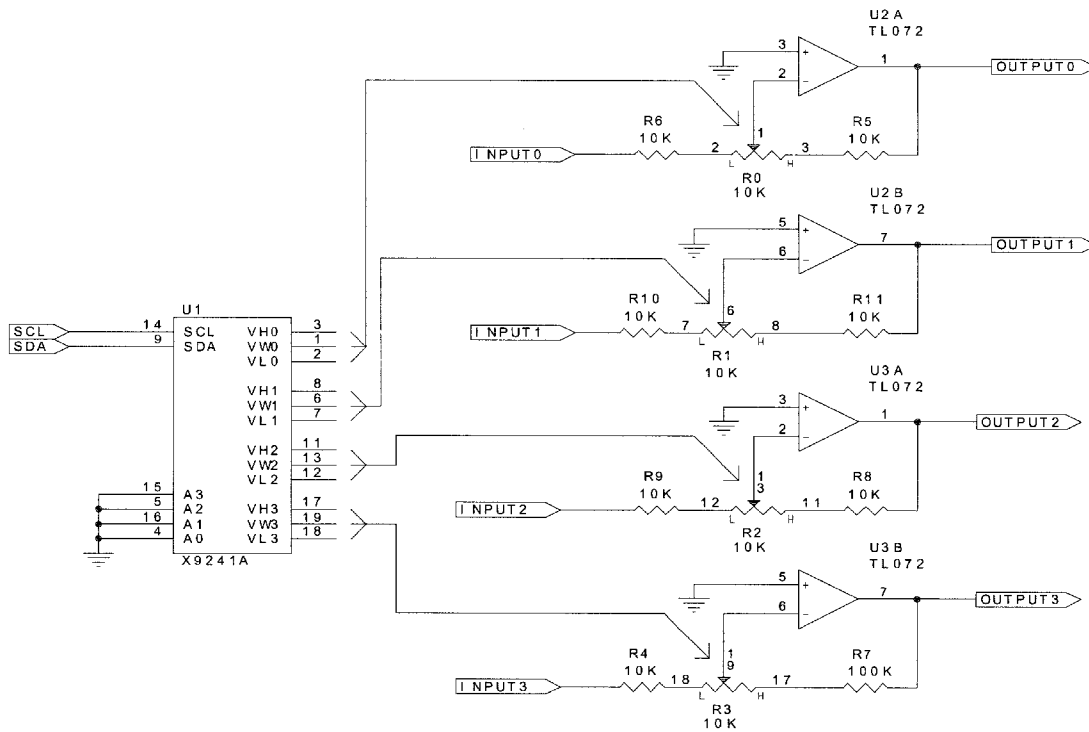 U2A
TL072
3
+
2
-
1
OUTPUT0
INPUT0
R6
10K
2
L
1
R0
10K
H
3
R5
10K
U2B
TL072
5
+
6
-
7
OUTPUT1
INPUT1
R10
10K
7
L
6
R1
10K
H
8
R11
10K
U1
SCL 14 SCL
SDA 9 SDA
VH0 3
VW0 1
VL0 2
VH1 8
VW1 6
VL1 7
VH2 11
VW2 13
VL2 12
VH3 17
VW3 19
VL3 18
15 A3
5 A2
16 A1
4 A0
X9241A
U3A
TL072
3
+
2
-
1
OUTPUT2
INPUT2
R9
10K
12
L
1
3
R2
10K
H
11
R8
10K
U3B
TL072
5
+
6
-
7
OUTPUT3
INPUT3
R4
10K
18
L
1
9
R3
10K
H
17
R7
100K